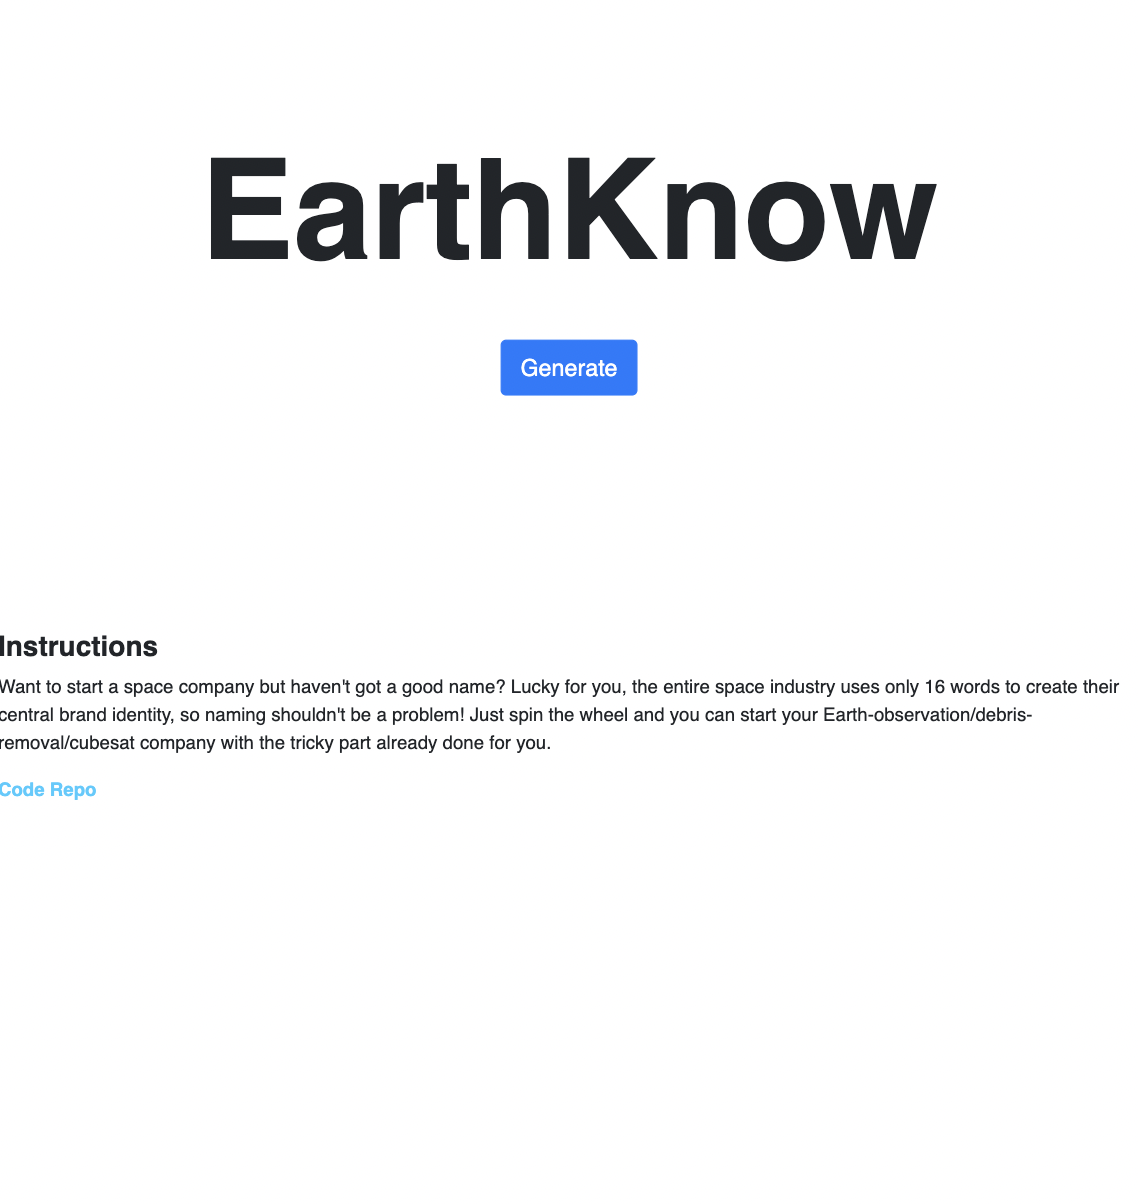 EarthKnow
Generate
Instructions
Want to start a space company but haven't got a good name? Lucky for you, the entire space industry uses only 16 words to create their
central brand identity, so naming shouldn't be a problem! Just spin the wheel and you can start your Earth-observation/debris-
removal/cubesat company with the tricky part already done for you.
Code Repo